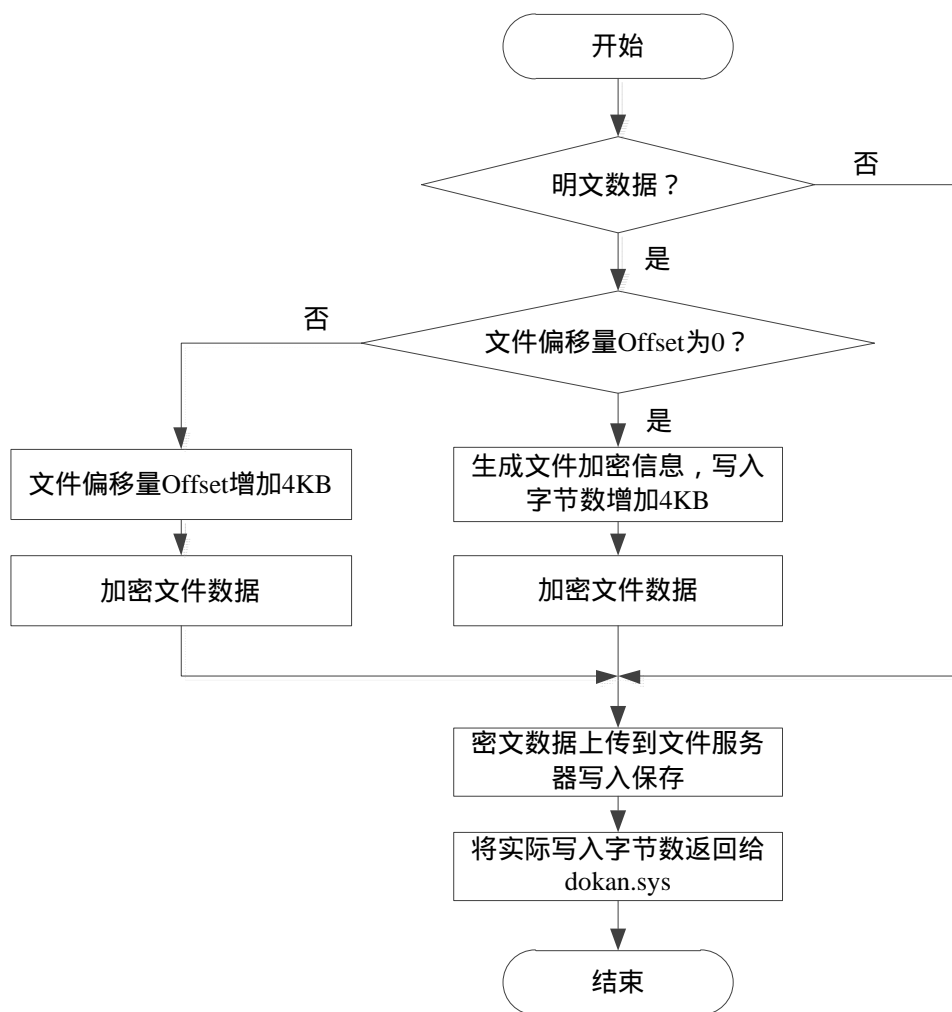 开始
明文数据？
否
是
文件偏移量Offset为0？
否
是
文件偏移量Offset增加4KB
生成文件加密信息，写入
字节数增加4KB
加密文件数据
加密文件数据
密文数据上传到文件服务
器写入保存
将实际写入字节数返回给
dokan.sys
结束